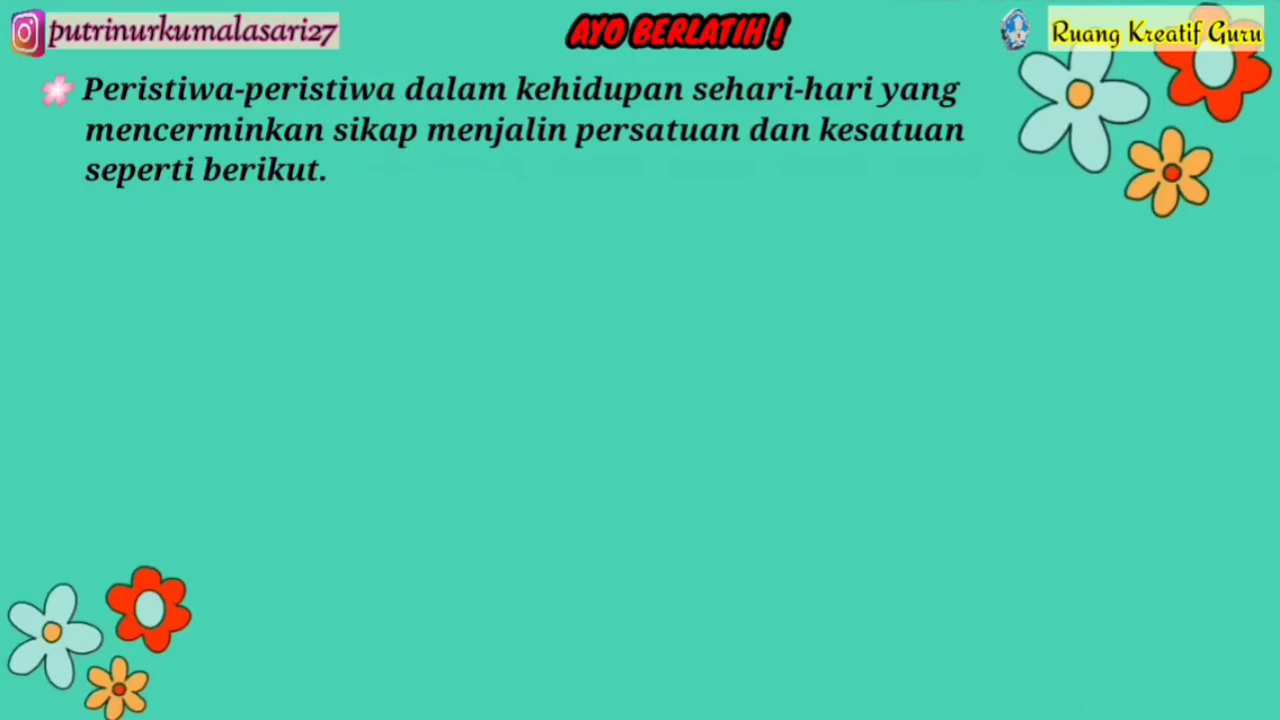 putrinurkumalasari27
AYO BERLATIH !
Ruang Kreatif Guru
Peristiwa-peristiwa dalam kehidupan sehari-hari yang
mencerminkan sikap menjalin persatuan dan kesatuan
seperti berikut.